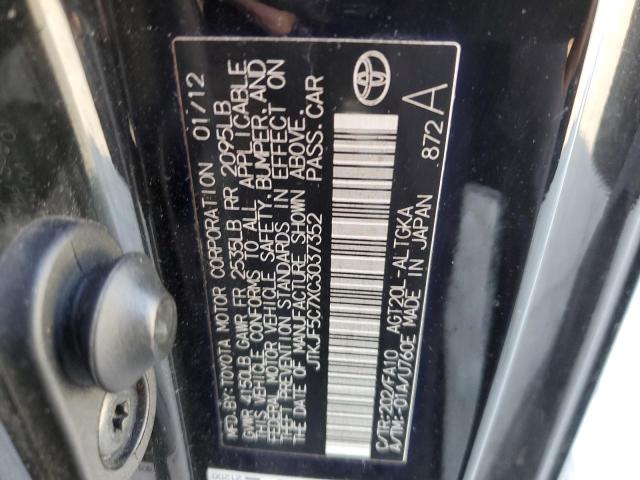 MFD.BY:TOYOTA MOTOR CORPORATION 01/12
GVWR 4150LB GAWR FR 2535LB RR 2095LB
THIS VEHICLE CONFORMS TO ALL APPLICABLE
FEDERAL MOTOR VEHICLE SAFETY, BUMPER, AND
THEFT PREVENTION STANDARDS IN EFFECT ON
THE DATE OF MANUFACTURE SHOWN ABOVE.
JTKJF5C7XC3037352 PASS. CAR
C/TR:202/FA10 AGT20L-ALTGKA
A/TM:-01A/U760E MADE IN JAPAN 872 A